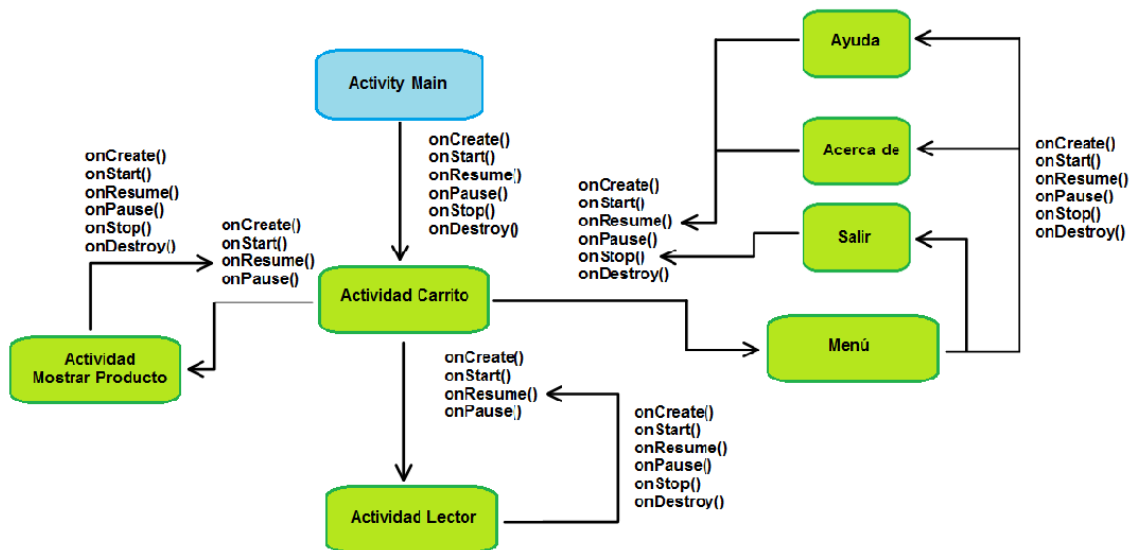 Ayuda
Activity Main
Acerca de
onCreate()
onStart()
onResume()
onPause()
onStop()
onDestroy()
onCreate()
onStart()
onResume()
onPause()
onStop()
onDestroy()
onCreate()
onStart()
onResume()
onPause()
onStop()
onDestroy()
onCreate()
onStart()
onResume()
onPause()
onStop()
onDestroy()
onCreate()
onStart()
onResume()
onPause()
Salir
Actividad Carrito
Menú
Actividad
Mostrar Producto
onCreate()
onStart()
onResume()
onPause()
onCreate()
onStart()
onResume()
onPause()
onStop()
onDestroy()
Actividad Lector